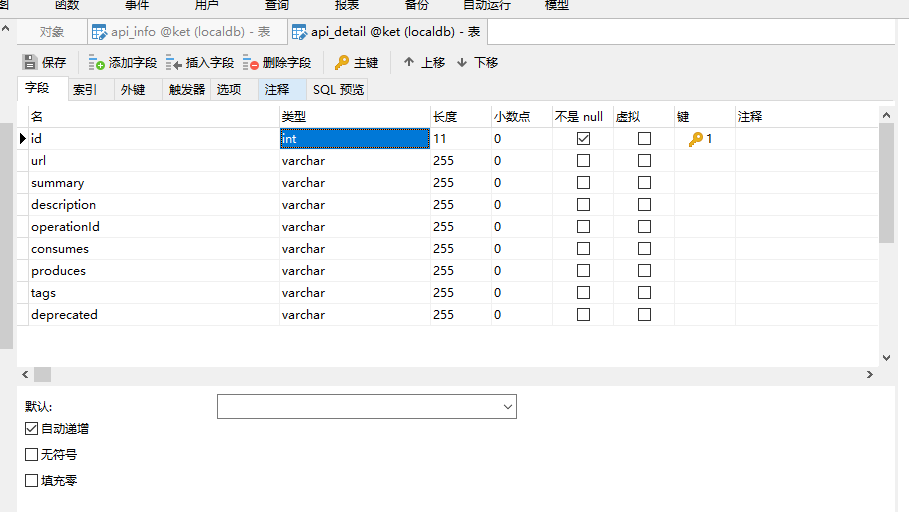 图 函数 事件 用户 查询 报表 备份 自动运行 模型
对象 api_info @ket (localdb) - 表 api_detail @ket (localdb) - 表
保存 添加字段 插入字段 删除字段 主键 上移 下移
字段 索引 外键 触发器 选项 注释 SQL 预览
名 类型 长度 小数点 不是 null 虚拟 键 注释
id int 11 0 1
url varchar 255 0
summary varchar 255 0
description varchar 255 0
operationId varchar 255 0
consumes varchar 255 0
produces varchar 255 0
tags varchar 255 0
deprecated varchar 255 0
默认:
自动递增
无符号
填充零